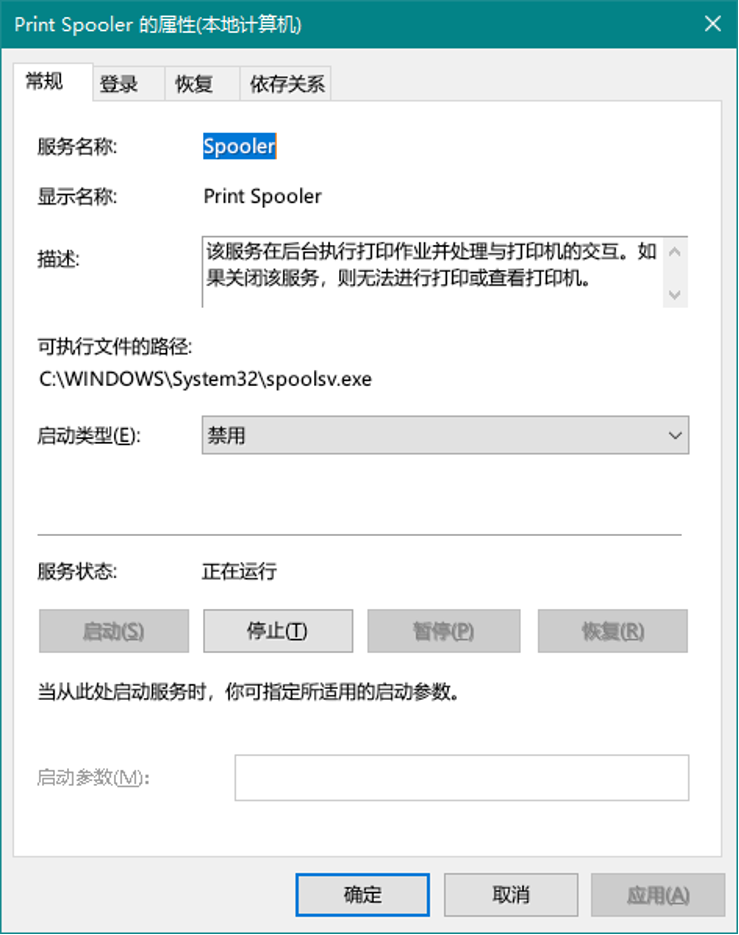 Print Spooler 的属性(本地计算机)
常规 登录 恢复 依存关系
服务名称: Spooler
显示名称: Print Spooler
描述: 该服务在后台执行打印作业并处理与打印机的交互。如
果关闭该服务，则无法进行打印或查看打印机。
可执行文件的路径:
C:\WINDOWS\System32\spoolsv.exe
启动类型(E): 禁用
服务状态: 正在运行
启动(S) 停止(T) 暂停(P) 恢复(R)
当从此处启动服务时，你可指定所适用的启动参数。
启动参数(M):
确定 取消 应用(A)